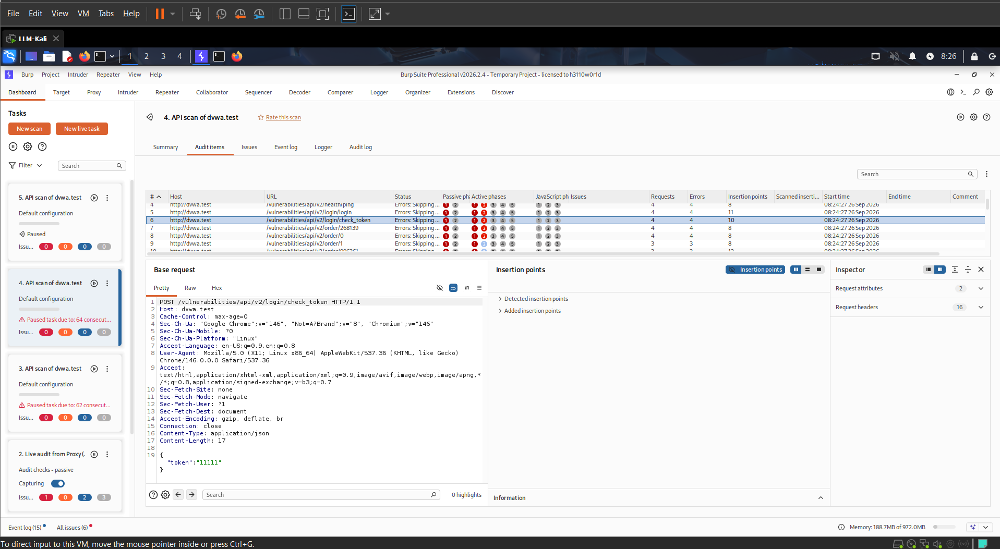 File Edit View VM Tabs Help
LLM-Kali
1 2 3 4
8:26
Burp Project Intruder Repeater View Help
Burp Suite Professional v2026.2.4 - Temporary Project - licensed to h3110w0r1d
Dashboard Target Proxy Intruder Repeater Collaborator Sequencer Decoder Comparer Logger Organizer Extensions Discover
Tasks
New scan New live task
Filter Search
5. API scan of dvwa.test
Default configuration
Paused
Issu... 0 0 0 0
4. API scan of dvwa.test
Default configuration
Paused task due to: 64 consecut...
Issu... 0 0 0 0
3. API scan of dvwa.test
Default configuration
Paused task due to: 62 consecut...
Issu... 0 0 0 0
2. Live audit from Proxy (.
Audit checks - passive
Capturing
Issu... 1 0 2 3
4. API scan of dvwa.test Rate this scan
Summary Audit items Issues Event log Logger Audit log
Search
# Host URL Status Passive pha Active phases JavaScript ph Issues Requests Errors Insertion points Scanned inserti... Start time End time Comment
4 http://dvwa.test /vulnerabilities/api/v2/health/ping Errors: Skipping ... 1 2 1 2 3 4 5 1 2 3 4 4 8 08:24:27 26 Sep 2026
5 http://dvwa.test /vulnerabilities/api/v2/login/login Errors: Skipping ... 1 2 1 2 3 4 5 1 2 3 4 4 11 08:24:27 26 Sep 2026
6 http://dvwa.test /vulnerabilities/api/v2/login/check_token Errors: Skipping ... 1 2 1 2 3 4 5 1 2 3 4 4 10 08:24:27 26 Sep 2026
7 http://dvwa.test /vulnerabilities/api/v2/order/268139 Errors: Skipping ... 1 2 1 2 3 4 5 1 2 3 4 4 8 08:24:27 26 Sep 2026
8 http://dvwa.test /vulnerabilities/api/v2/order/0 Errors: Skipping ... 1 2 1 2 3 4 5 1 2 3 4 4 8 08:24:27 26 Sep 2026
9 http://dvwa.test /vulnerabilities/api/v2/order/1 Errors: Skipping ... 1 2 1 2 3 4 5 1 2 3 3 3 8 08:24:27 26 Sep 2026
Base request
Pretty Raw Hex
\n
1 POST /vulnerabilities/api/v2/login/check_token HTTP/1.1
2 Host: dvwa.test
3 Cache-Control: max-age=0
4 Sec-Ch-Ua: "Google Chrome";v="146", "Not=A?Brand";v="8", "Chromium";v="146"
5 Sec-Ch-Ua-Mobile: ?0
6 Sec-Ch-Ua-Platform: "Linux"
7 Accept-Language: en-US;q=0.9,en;q=0.8
8 User-Agent: Mozilla/5.0 (X11; Linux x86_64) AppleWebKit/537.36 (KHTML, like Gecko)
Chrome/146.0.0.0 Safari/537.36
9 Accept:
text/html,application/xhtml+xml,application/xml;q=0.9,image/avif,image/webp,image/apng,*
/*;q=0.8,application/signed-exchange;v=b3;q=0.7
10 Sec-Fetch-Site: none
11 Sec-Fetch-Mode: navigate
12 Sec-Fetch-User: ?1
13 Sec-Fetch-Dest: document
14 Accept-Encoding: gzip, deflate, br
15 Connection: close
16 Content-Type: application/json
17 Content-Length: 17
18
19 {
"token":"11111"
}
Search 0 highlights
Insertion points
Insertion points
Detected insertion points
Added insertion points
Information
Inspector
Request attributes 2
Request headers 16
Event log (15) All issues (6)
Memory: 188.7MB of 972.0MB
To direct input to this VM, move the mouse pointer inside or press Ctrl+G.